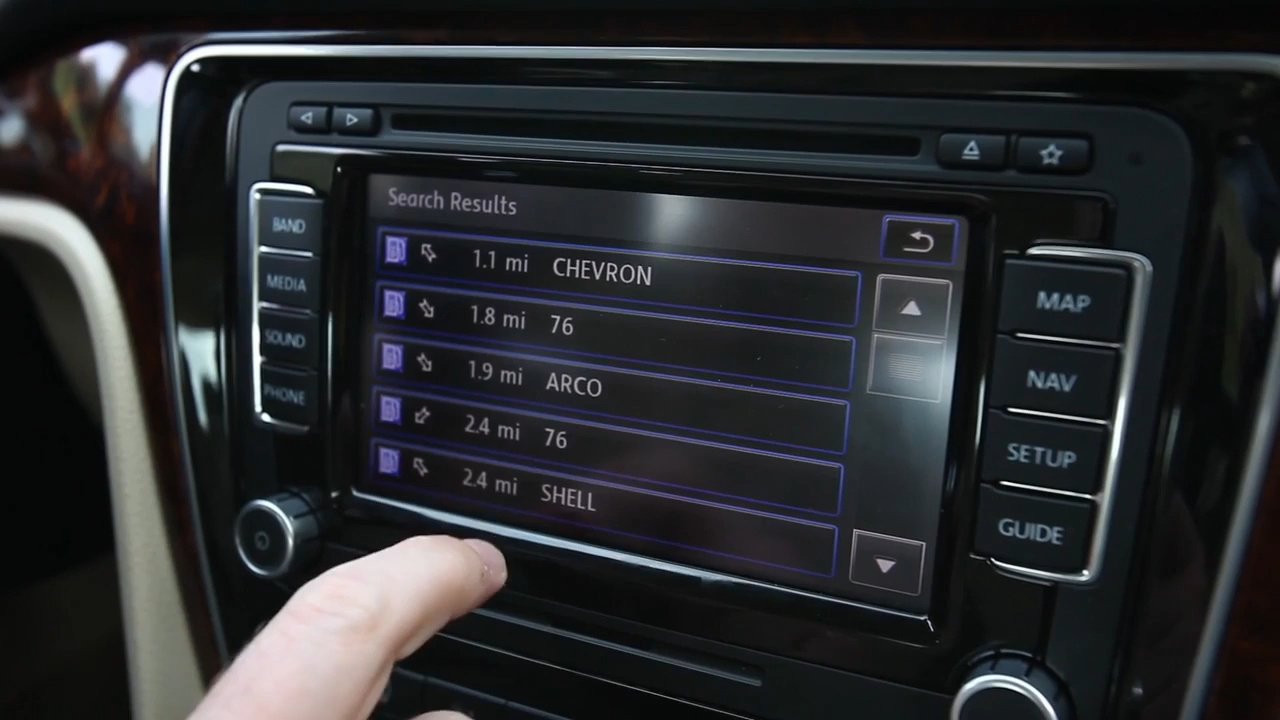 Search Results
1.1 mi CHEVRON
1.8 mi 76
1.9 mi ARCO
2.4 mi 76
2.4 mi SHELL
BAND
MEDIA
SOUND
PHONE
MAP
NAV
SETUP
GUIDE